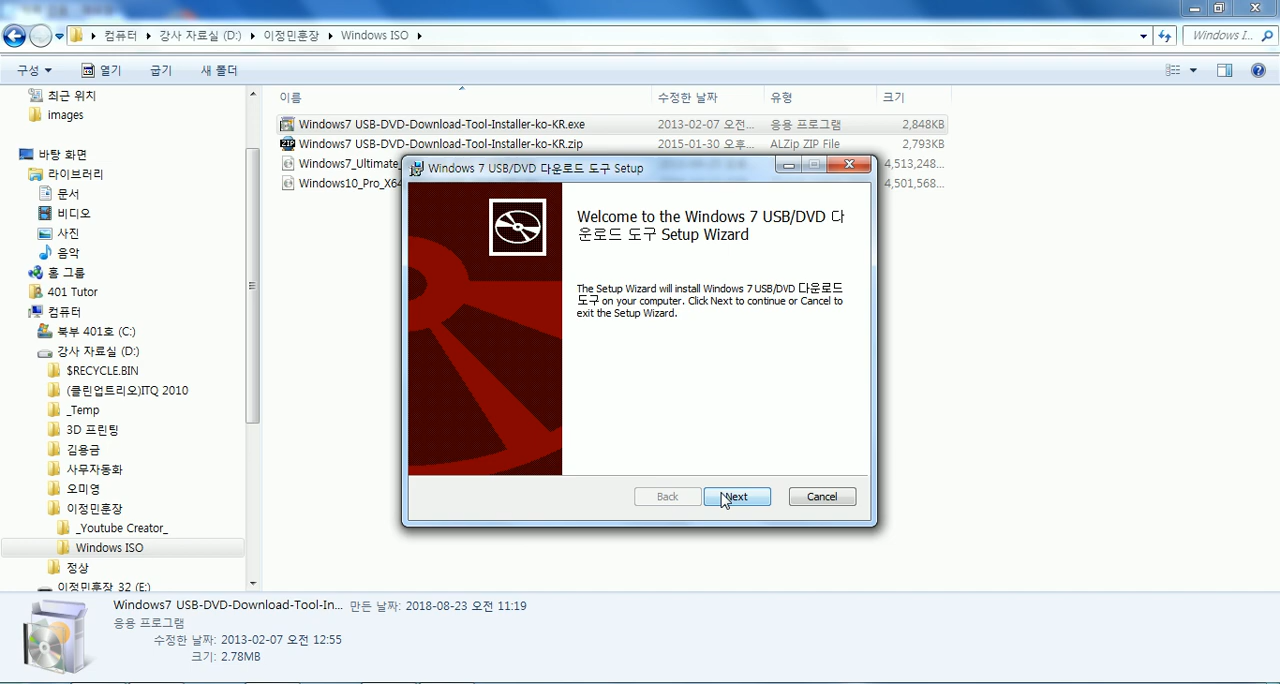 컴퓨터 강사 자료실 (D:) 이정민훈장 Windows ISO
Windows I...
구성 열기 굽기 새 폴더
최근 위치
images
바탕 화면
라이브러리
문서
비디오
사진
음악
홈 그룹
401 Tutor
컴퓨터
북부 401호 (C:)
강사 자료실 (D:)
$RECYCLE.BIN
(클린업트리오)ITQ 2010
_Temp
3D 프린팅
김용금
사무자동화
오미영
이정민훈장
_Youtube Creator_
Windows ISO
정상
이정민훈장 32 (E:)
이름 수정한 날짜 유형 크기
Windows7 USB-DVD-Download-Tool-Installer-ko-KR.exe 2013-02-07 오전... 응용 프로그램 2,848KB
Windows7 USB-DVD-Download-Tool-Installer-ko-KR.zip 2015-01-30 오후... ALZip ZIP File 2,793KB
Windows7_Ultimate 4,513,248...
Windows10_Pro_X64 4,501,568...
Windows 7 USB/DVD 다운로드 도구 Setup
Welcome to the Windows 7 USB/DVD 다
운로드 도구 Setup Wizard
The Setup Wizard will install Windows 7 USB/DVD 다운로드
도구 on your computer. Click Next to continue or Cancel to
exit the Setup Wizard.
Back Next Cancel
Windows7 USB-DVD-Download-Tool-In... 만든 날짜: 2018-08-23 오전 11:19
응용 프로그램
수정한 날짜: 2013-02-07 오전 12:55
크기: 2.78MB